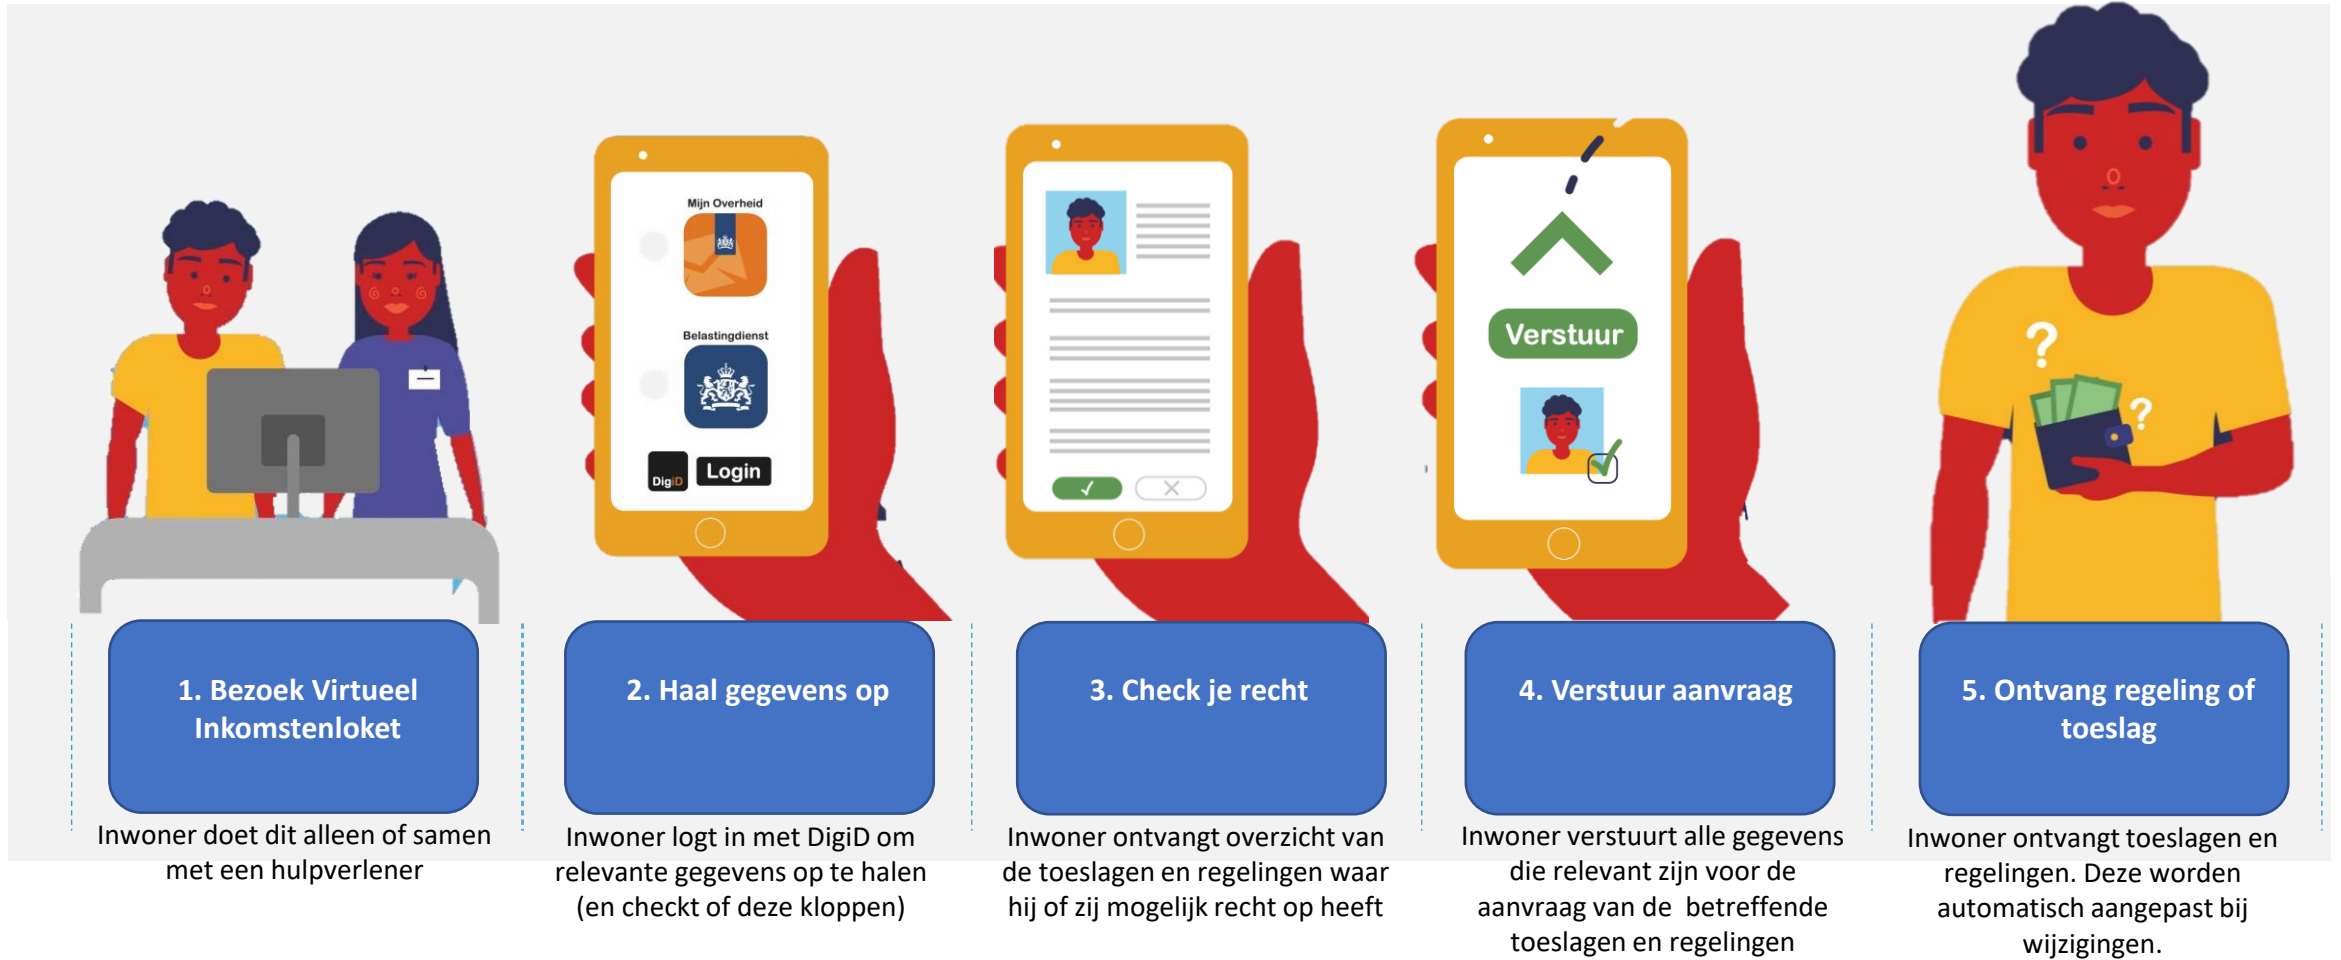 Mijn Overheid
Belastingdienst
DigiD
Login
Verstuur
?
?
1. Bezoek Virtueel
Inkomstenloket
2. Haal gegevens op
3. Check je recht
4. Verstuur aanvraag
5. Ontvang regeling of
toeslag
Inwoner doet dit alleen of samen
met een hulpverlener
Inwoner logt in met DigiD om
relevante gegevens op te halen
(en checkt of deze kloppen)
Inwoner ontvangt overzicht van
de toeslagen en regelingen waar
hij of zij mogelijk recht op heeft
Inwoner verstuurt alle gegevens
die relevant zijn voor de
aanvraag van de  betreffende
toeslagen en regelingen
Inwoner ontvangt toeslagen en
regelingen. Deze worden
automatisch aangepast bij
wijzigingen.